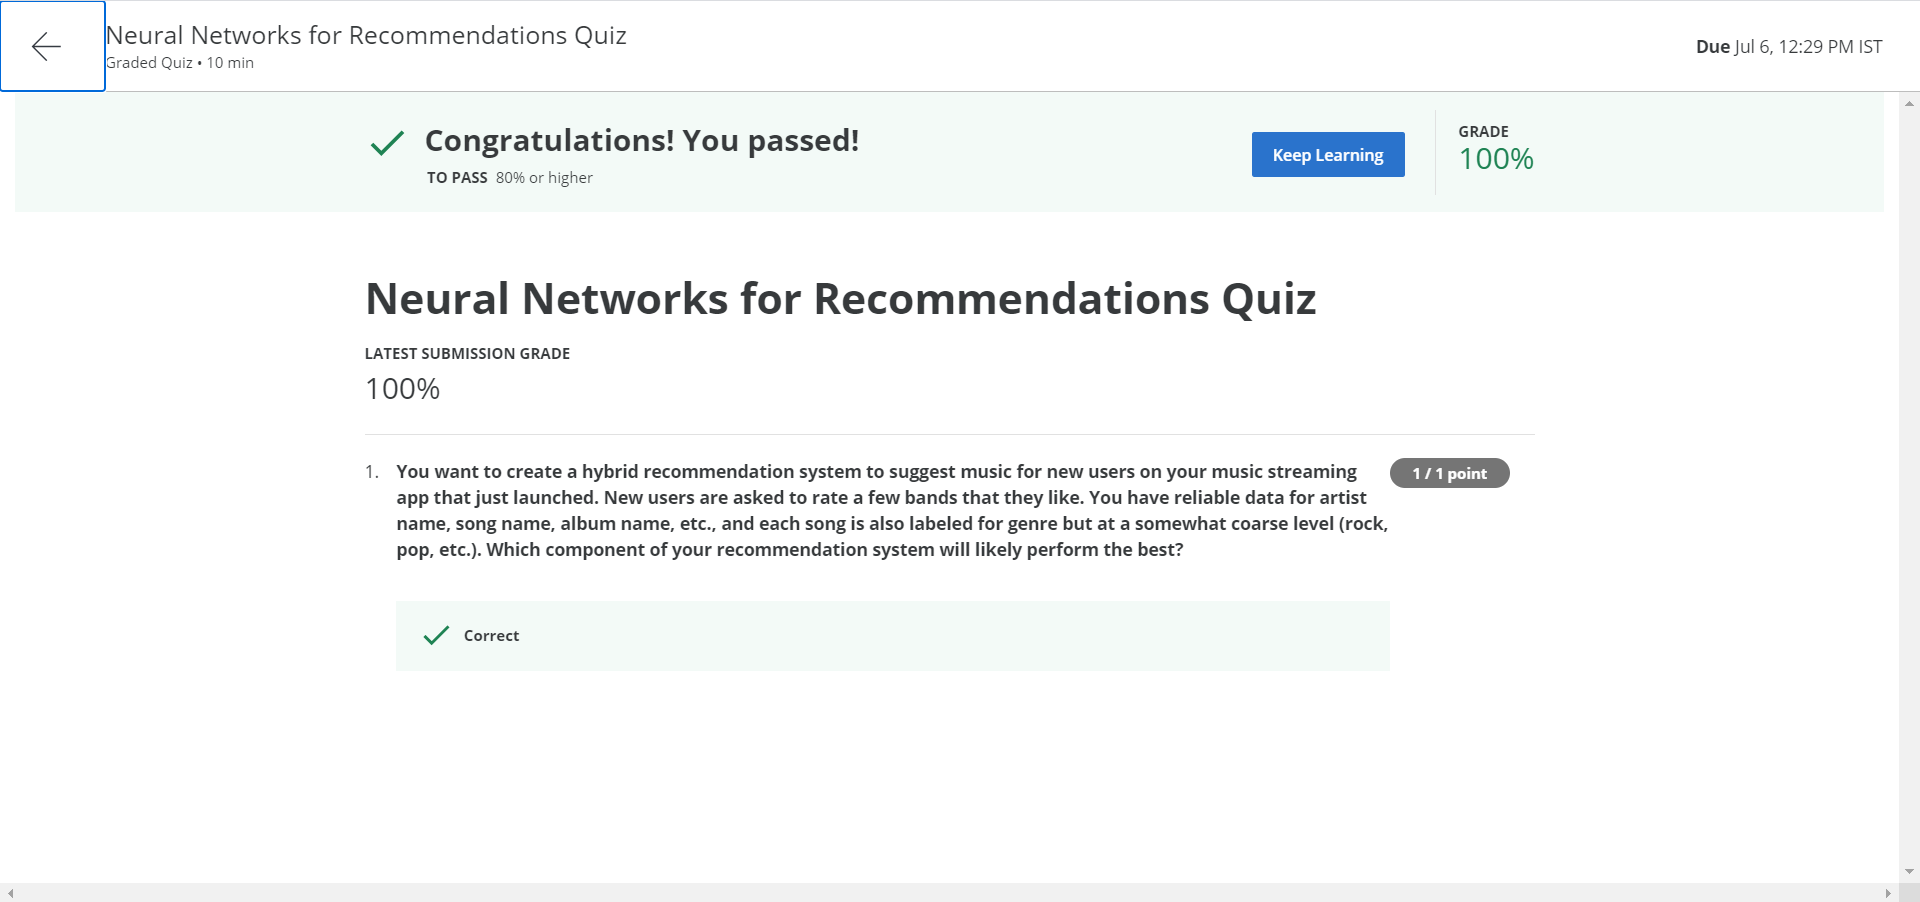 Neural Networks for Recommendations Quiz
Graded Quiz • 10 min
Due Jul 6, 12:29 PM IST
Congratulations! You passed!
TO PASS 80% or higher
Keep Learning
GRADE
100%
Neural Networks for Recommendations Quiz
LATEST SUBMISSION GRADE
100%
1. You want to create a hybrid recommendation system to suggest music for new users on your music streaming
app that just launched. New users are asked to rate a few bands that they like. You have reliable data for artist
name, song name, album name, etc., and each song is also labeled for genre but at a somewhat coarse level (rock,
pop, etc.). Which component of your recommendation system will likely perform the best?
1 / 1 point
Correct